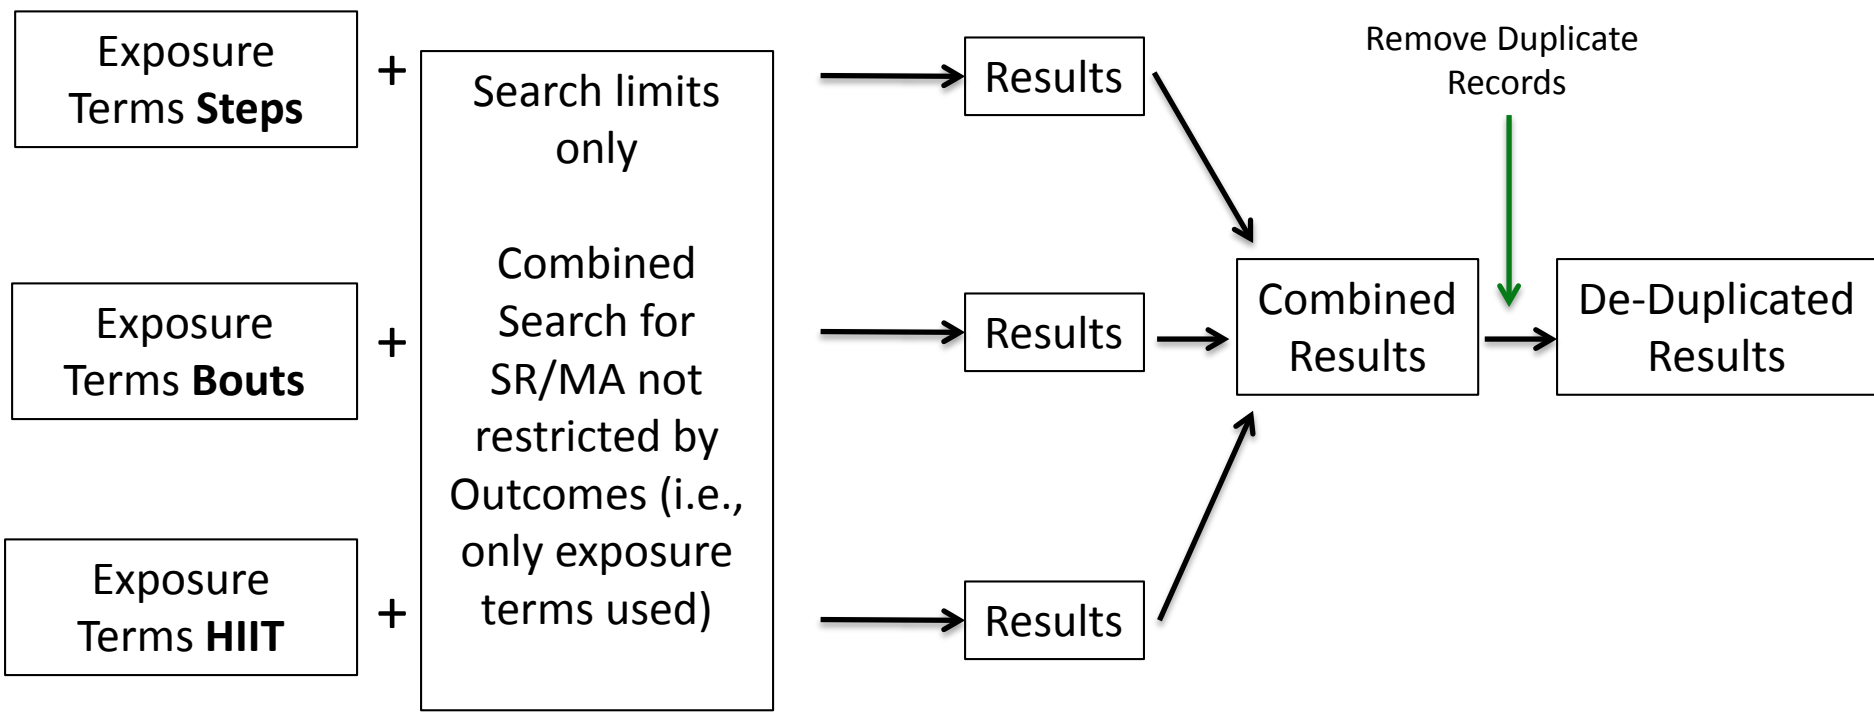 Exposure
Terms Steps
+
Search limits
only
Combined
Search for
SR/MA not
restricted by
Outcomes (i.e.,
only exposure
terms used)
Results
Remove Duplicate
Records
Exposure
Terms Bouts
+
Results
Combined
Results
De-Duplicated
Results
Exposure
Terms HIIT
+
Results